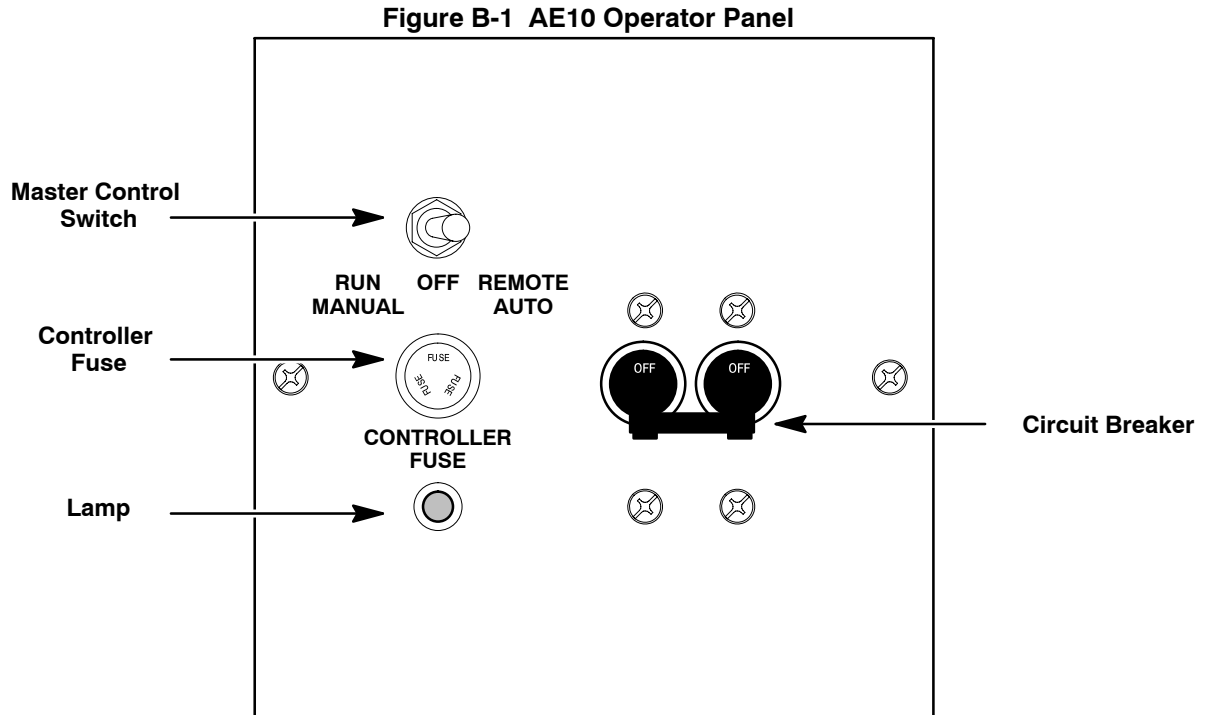 Figure B-1 AE10 Operator Panel
Master Control
Switch
RUN OFF REMOTE
MANUAL AUTO
Controller
Fuse
FUSE
FUSE
FUSE
OFF
OFF
CONTROLLER
FUSE
Circuit Breaker
Lamp